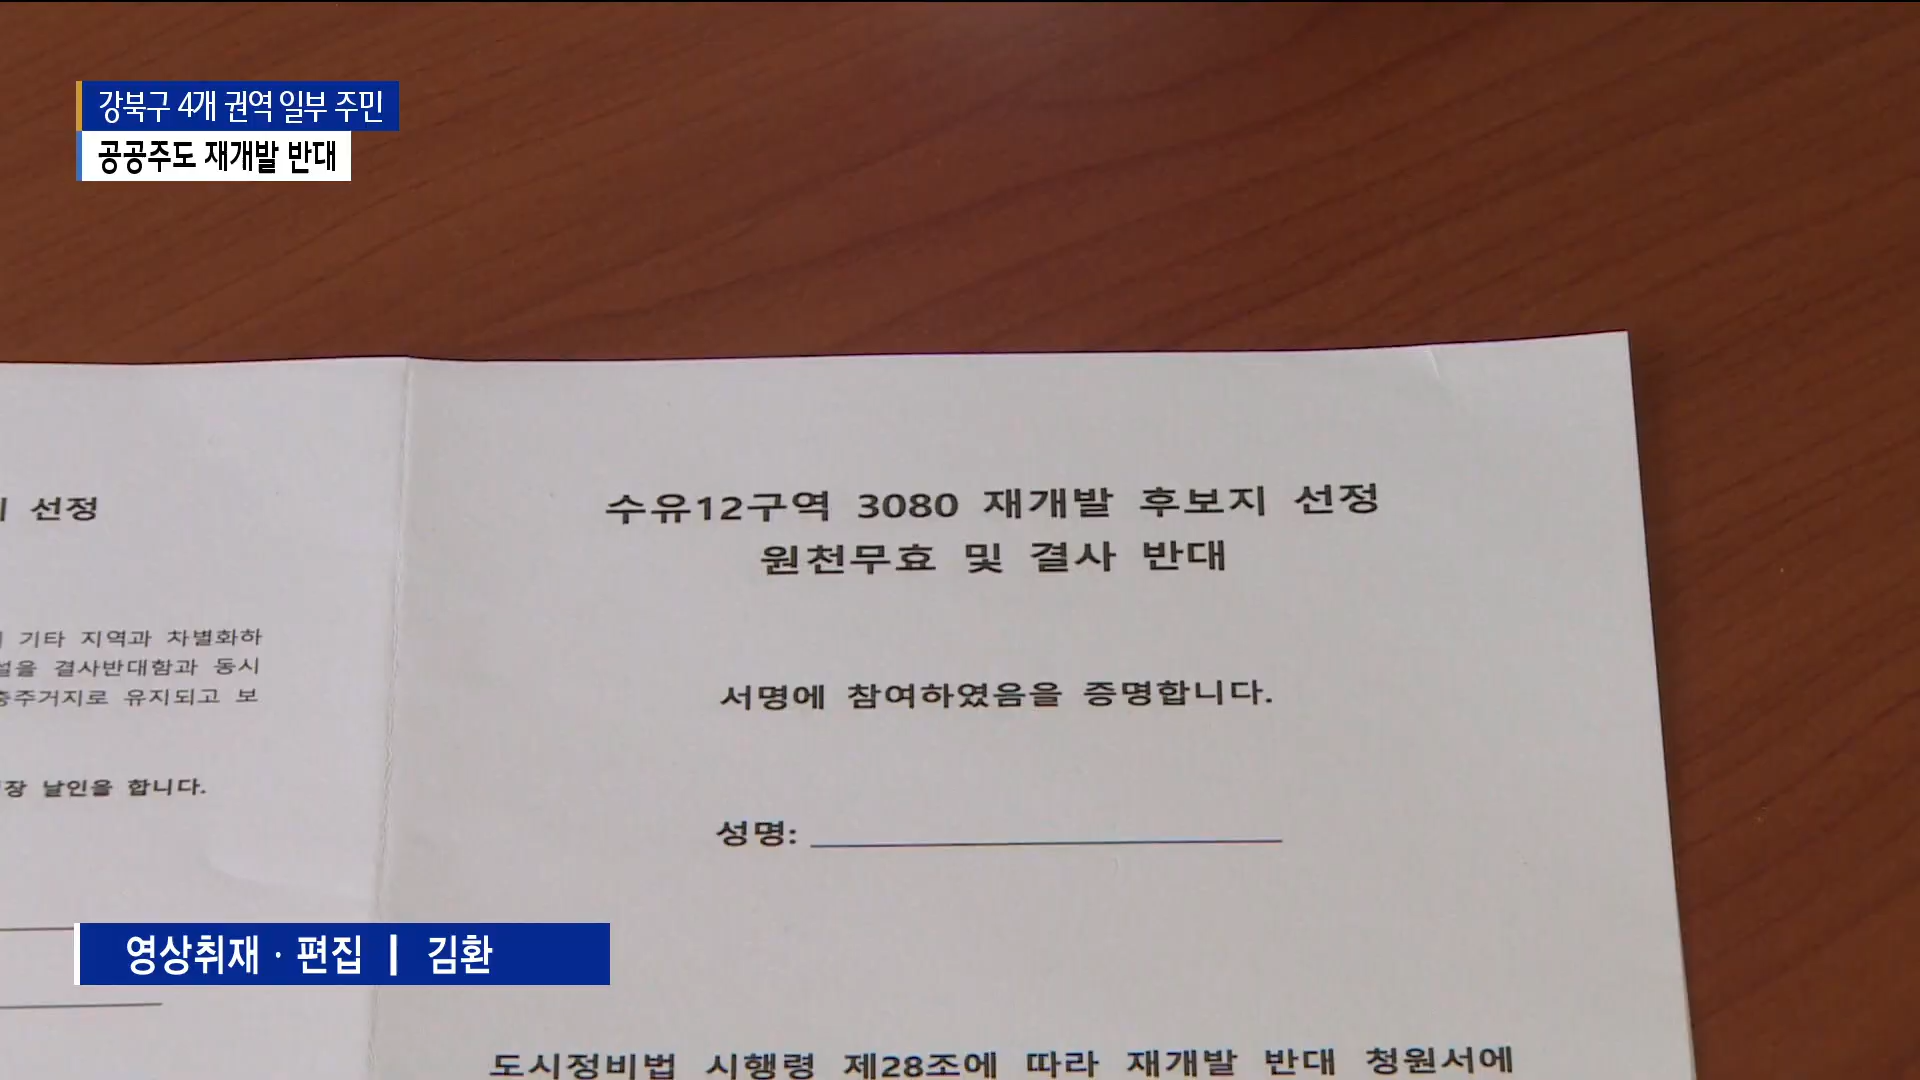 강북구 4개 권역 일부 주민
공공주도 재개발 반대
선정
기타 지역과 차별화하
결사반대함과 동시
유지되고 보
날인을 합니다.
수유12구역 3080 재개발 후보지 선정
원천무효 및 결사 반대
서명에 참여하였음을 증명합니다.
성명:
도시정비법 시행령 제28조에 따라 재개발 반대 청원서에
영상취재 · 편집 | 김환